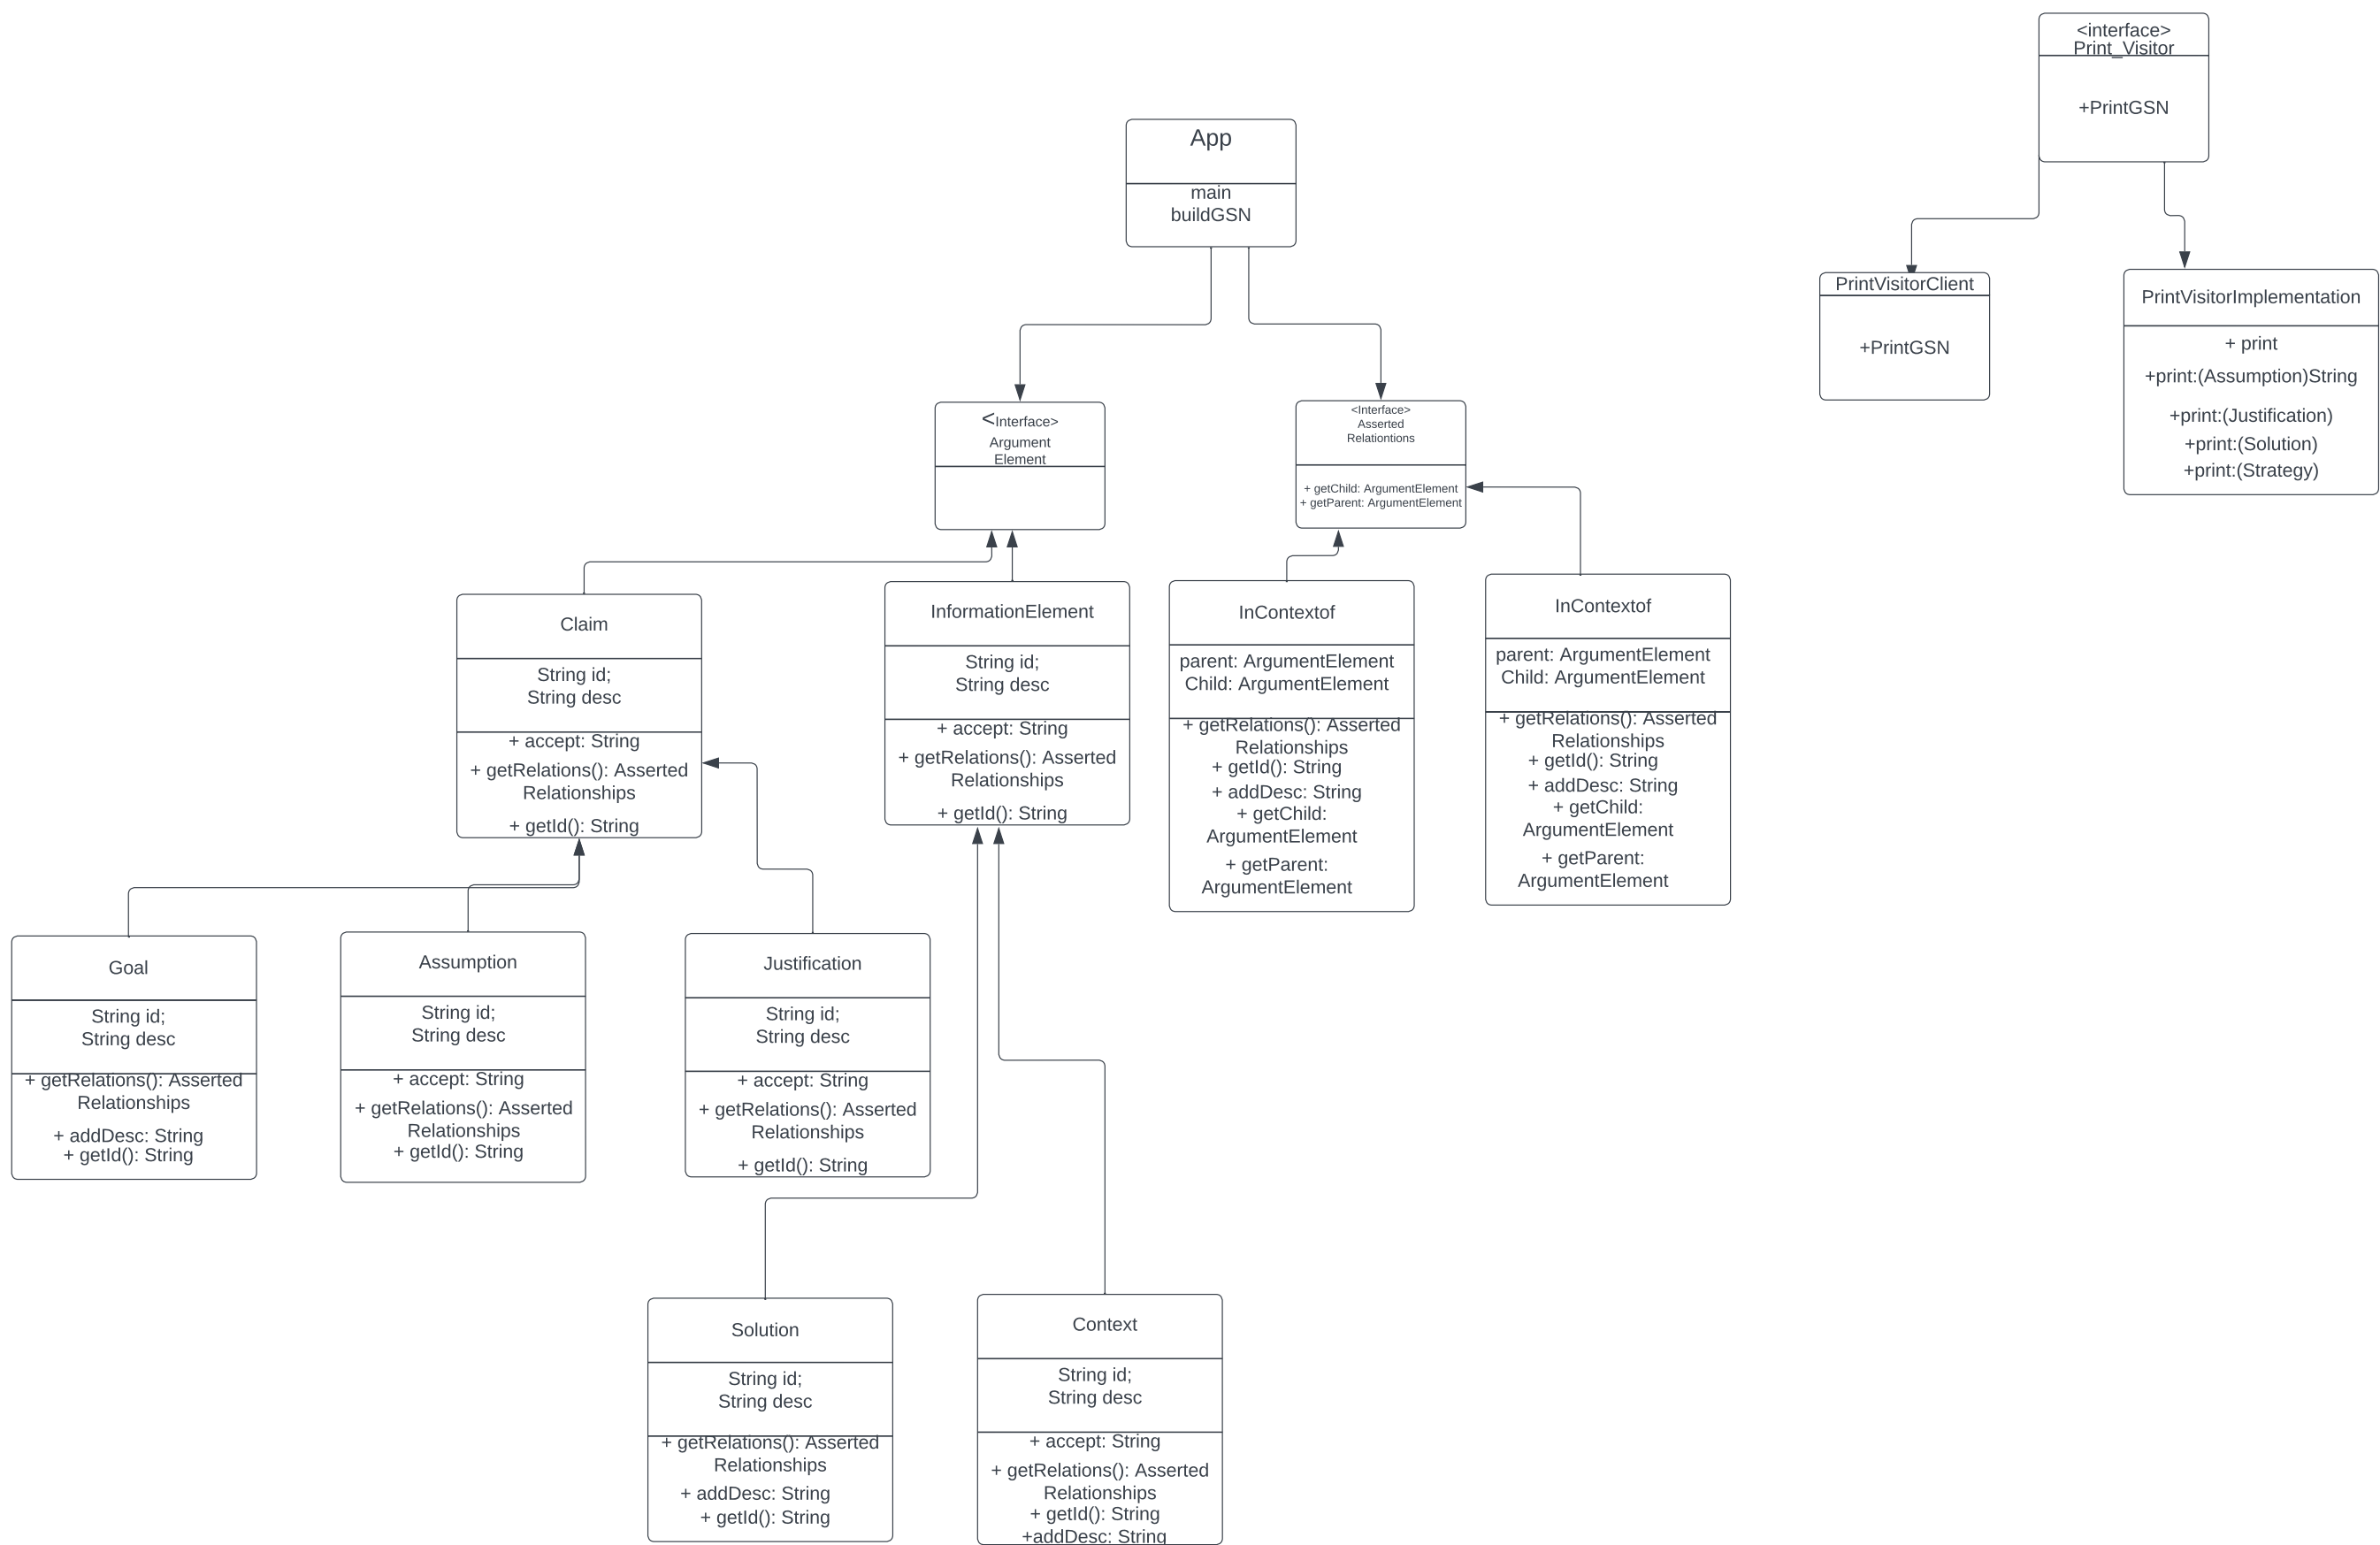 <interface>
Print_Visitor
+PrintGSN
App
main
buildGSN
PrintVisitorClient
+PrintGSN
PrintVisitorImplementation
+ print
+print:(Assumption)String
+print:(Justification)
+print:(Solution)
+print:(Strategy)
<Interface>
Argument
Element
<Interface>
Asserted
Relationtions
+ getChild: ArgumentElement
+ getParent: ArgumentElement
Claim
String id;
String desc
+ accept: String
+ getRelations(): Asserted
Relationships
+ getId(): String
InformationElement
String id;
String desc
+ accept: String
+ getRelations(): Asserted
Relationships
+ getId(): String
InContextof
parent: ArgumentElement
Child: ArgumentElement
+ getRelations(): Asserted
Relationships
+ getId(): String
+ addDesc: String
+ getChild:
ArgumentElement
+ getParent:
ArgumentElement
InContextof
parent: ArgumentElement
Child: ArgumentElement
+ getRelations(): Asserted
Relationships
+ getId(): String
+ addDesc: String
+ getChild:
ArgumentElement
+ getParent:
ArgumentElement
Goal
String id;
String desc
+ getRelations(): Asserted
Relationships
+ addDesc: String
+ getId(): String
Assumption
String id;
String desc
+ accept: String
+ getRelations(): Asserted
Relationships
+ getId(): String
Justification
String id;
String desc
+ accept: String
+ getRelations(): Asserted
Relationships
+ getId(): String
Solution
String id;
String desc
+ getRelations(): Asserted
Relationships
+ addDesc: String
+ getId(): String
Context
String id;
String desc
+ accept: String
+ getRelations(): Asserted
Relationships
+ getId(): String
+addDesc: String